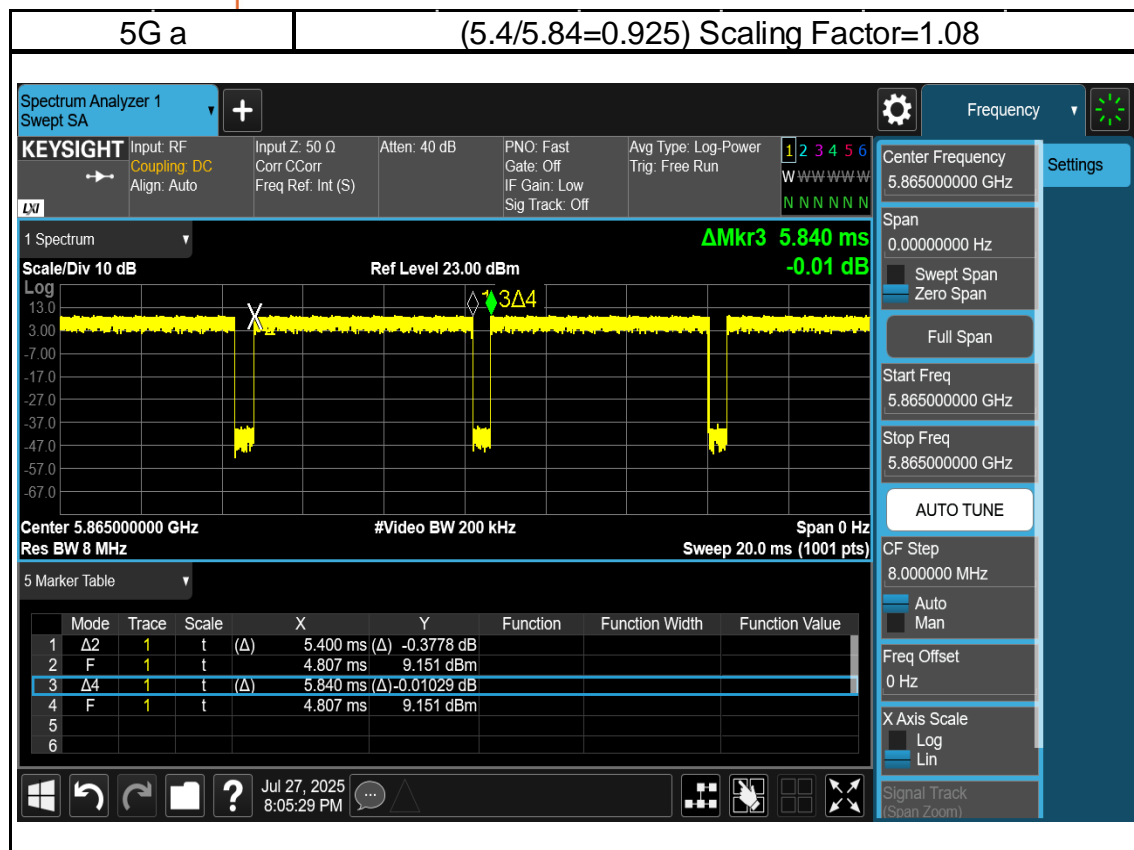 5G a (5.4/5.84=0.925) Scaling Factor=1.08
Spectrum Analyzer 1
Swept SA
+
Frequency
KEYSIGHT
LXI
Input: RF
Coupling: DC
Align: Auto
Input Z: 50 Ω
Corr CCorr
Freq Ref: Int (S)
Atten: 40 dB
PNO: Fast
Gate: Off
IF Gain: Low
Sig Track: Off
Avg Type: Log-Power
Trig: Free Run
1 2 3 4 5 6
W W W W W W
N N N N N N
Center Frequency
5.865000000 GHz
Settings
Span
0.00000000 Hz
Swept Span
Zero Span
Full Span
Start Freq
5.865000000 GHz
Stop Freq
5.865000000 GHz
AUTO TUNE
CF Step
8.000000 MHz
Auto
Man
Freq Offset
0 Hz
X Axis Scale
Log
Lin
Signal Track
(Span Zoom)
1 Spectrum
ΔMkr3 5.840 ms
-0.01 dB
Scale/Div 10 dB
Ref Level 23.00 dBm
Log
13.0
3.00
-7.00
-17.0
-27.0
-37.0
-47.0
-57.0
-67.0
3Δ4
Center 5.865000000 GHz
#Video BW 200 kHz
Span 0 Hz
Res BW 8 MHz
Sweep 20.0 ms (1001 pts)
5 Marker Table
Mode Trace Scale X Y Function Function Width Function Value
1 Δ2 1 t (Δ) 5.400 ms (Δ) -0.3778 dB
2 F 1 t 4.807 ms 9.151 dBm
3 Δ4 1 t (Δ) 5.840 ms (Δ) -0.01029 dB
4 F 1 t 4.807 ms 9.151 dBm
5
6
?
Jul 27, 2025
8:05:29 PM